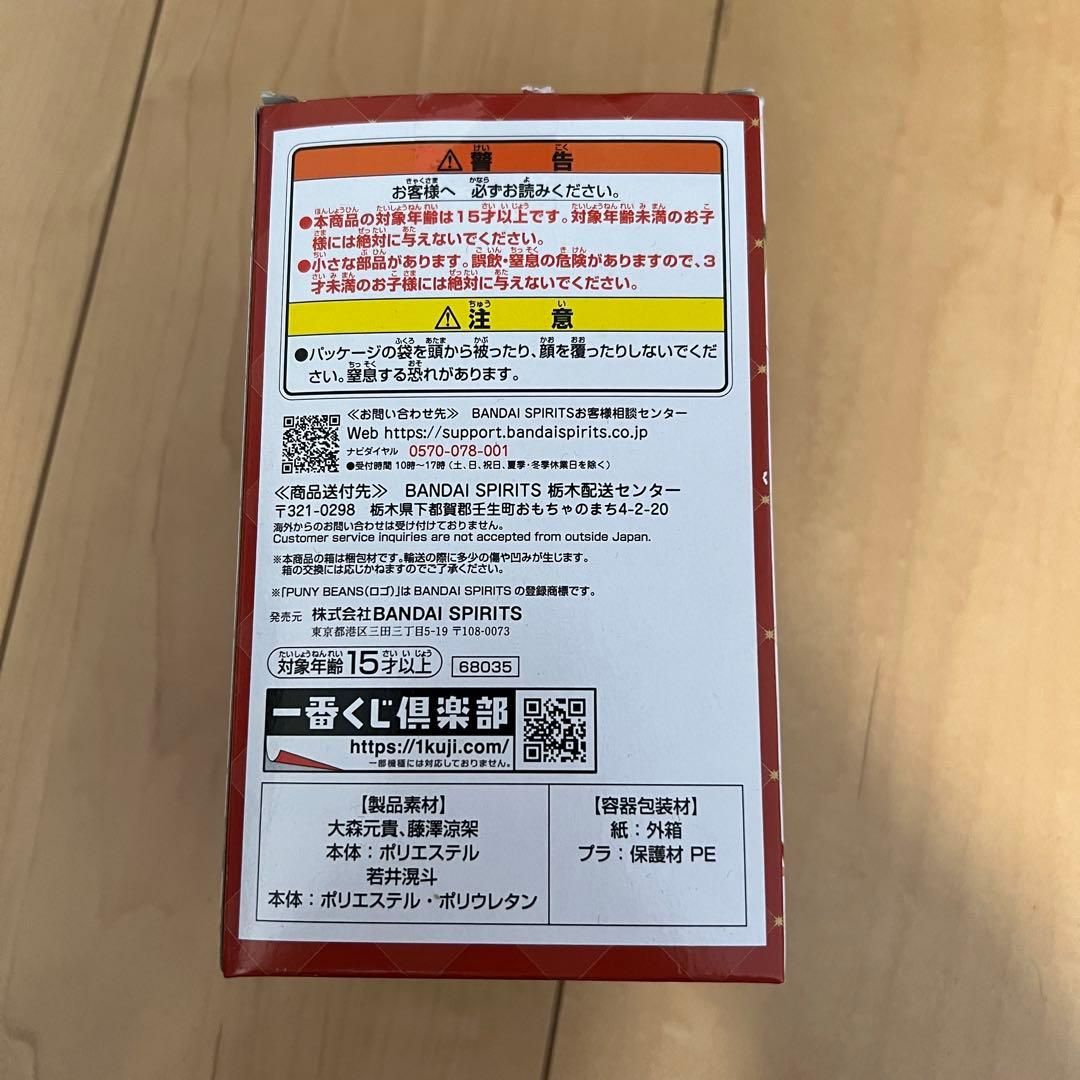 ⚠警告
お客様へ 必ずお読みください。
●本商品の対象年齢は15才以上です。対象年齢未満のお子
様には絶対に与えないでください。
●小さな部品があります。誤飲・窒息の危険がありますので、3
才未満のお子様には絶対に与えないでください。
⚠注意
●パッケージの袋を頭から被ったり、顔を覆ったりしないでくだ
さい。窒息する恐れがあります。
≪お問い合わせ先≫ BANDAI SPIRITSお客様相談センター
Web https://support.bandaispirits.co.jp
ナビダイヤル 0570-078-001
●受付時間 10時〜17時(土、日、祝日、夏季・冬季休業日を除く)
≪商品送付先≫ BANDAI SPIRITS 栃木配送センター
〒321-0298 栃木県下都賀郡壬生町おもちゃのまち4-2-20
海外からのお問い合わせは受け付けておりません。
Customer service inquiries are not accepted from outside Japan.
※本商品の箱は梱包材です。輸送の際に多少の傷や凹みが生じます。
箱の交換には応じかねますのでご了承ください。
※「PUNY BEANS(ロゴ)」は BANDAI SPIRITS の登録商標です。
発売元 株式会社BANDAI SPIRITS
東京都港区三田三丁目5-19 〒108-0073
対象年齢15才以上 68035
一番くじ倶楽部
https://1kuji.com/
一部機種には対応しておりません。
【製品素材】
大森元貴、藤澤涼架
本体：ポリエステル
若井滉斗
本体：ポリエステル・ポリウレタン
【容器包装材】
紙：外箱
プラ：保護材 PE